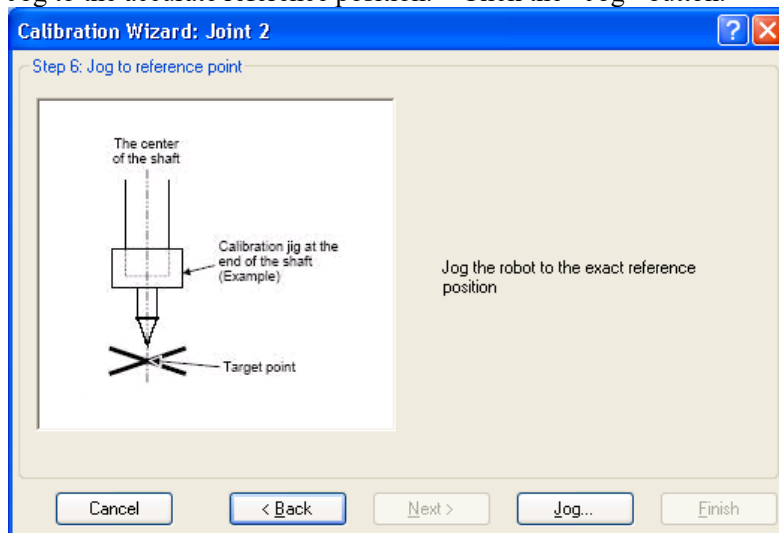 Calibration Wizard: Joint 2
Step 6: Jog to reference point
The center
of the shaft
Calibration jig at the
end of the shaft
(Example)
Target point
Jog the robot to the exact reference
position
Cancel
< Back
Next >
Jog...
Finish